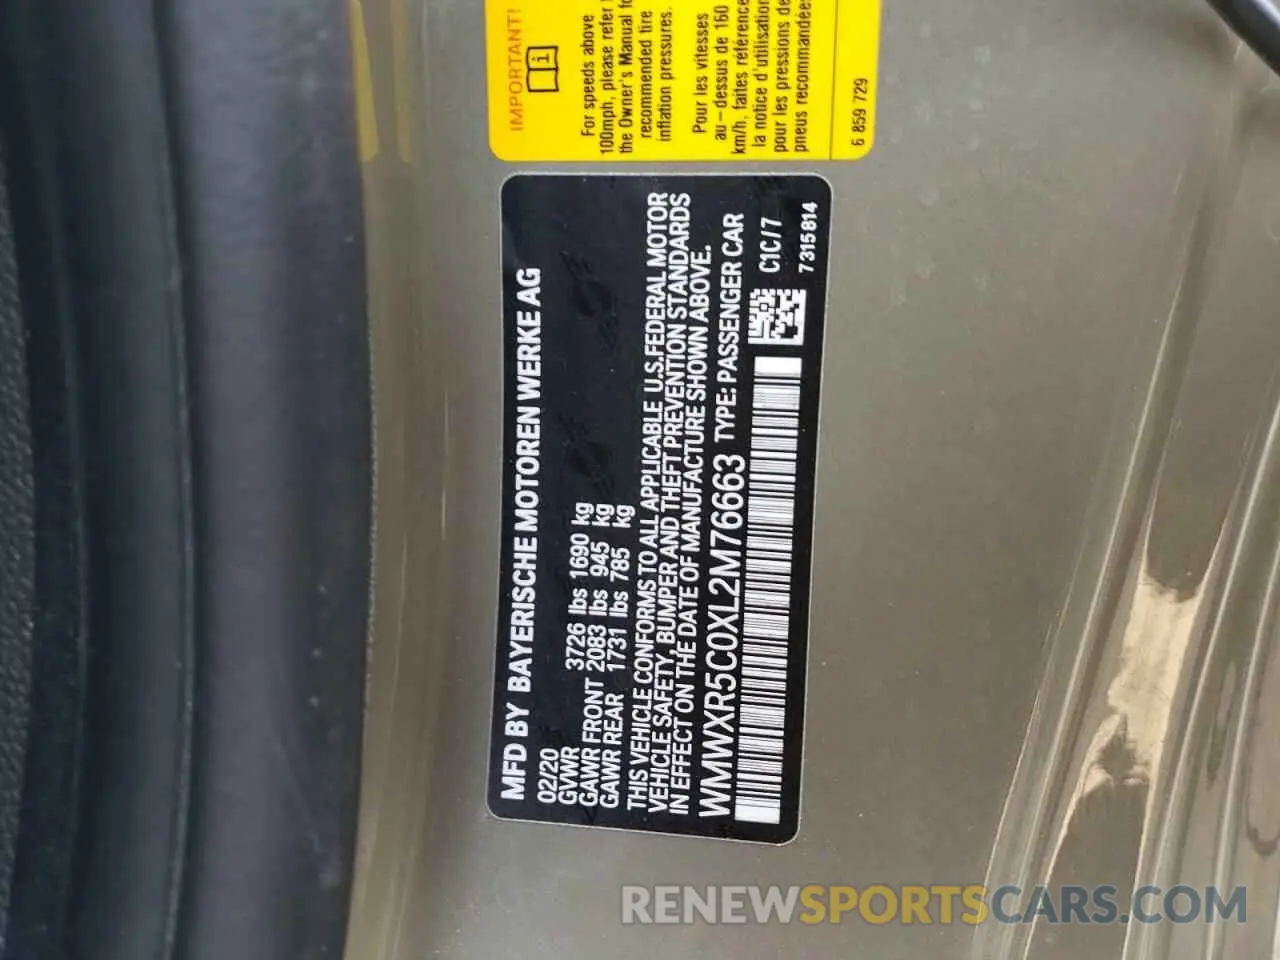 IMPORTANT!
For speeds above
100mph, please refer
the Owner's Manual
recommended tire
inflation pressures.
Pour les vitesses
au-dessus de 160
km/h, faites référence
la notice d'utilisation
pour les pressions de
pneus recommandées
6 859 729
MFD BY BAYERISCHE MOTOREN WERKE AG
02/20
GVWR 3726 lbs 1690 kg
GAWR FRONT 2083 lbs 945 kg
GAWR REAR 1731 lbs 785 kg
THIS VEHICLE CONFORMS TO ALL APPLICABLE U.S.FEDERAL MOTOR
VEHICLE SAFETY, BUMPER AND THEFT PREVENTION STANDARDS
IN EFFECT ON THE DATE OF MANUFACTURE SHOWN ABOVE.
WMWXR5C0XL2M76663 TYPE: PASSENGER CAR
C1C/7
7315814
RENEWSPORTSCARS.COM